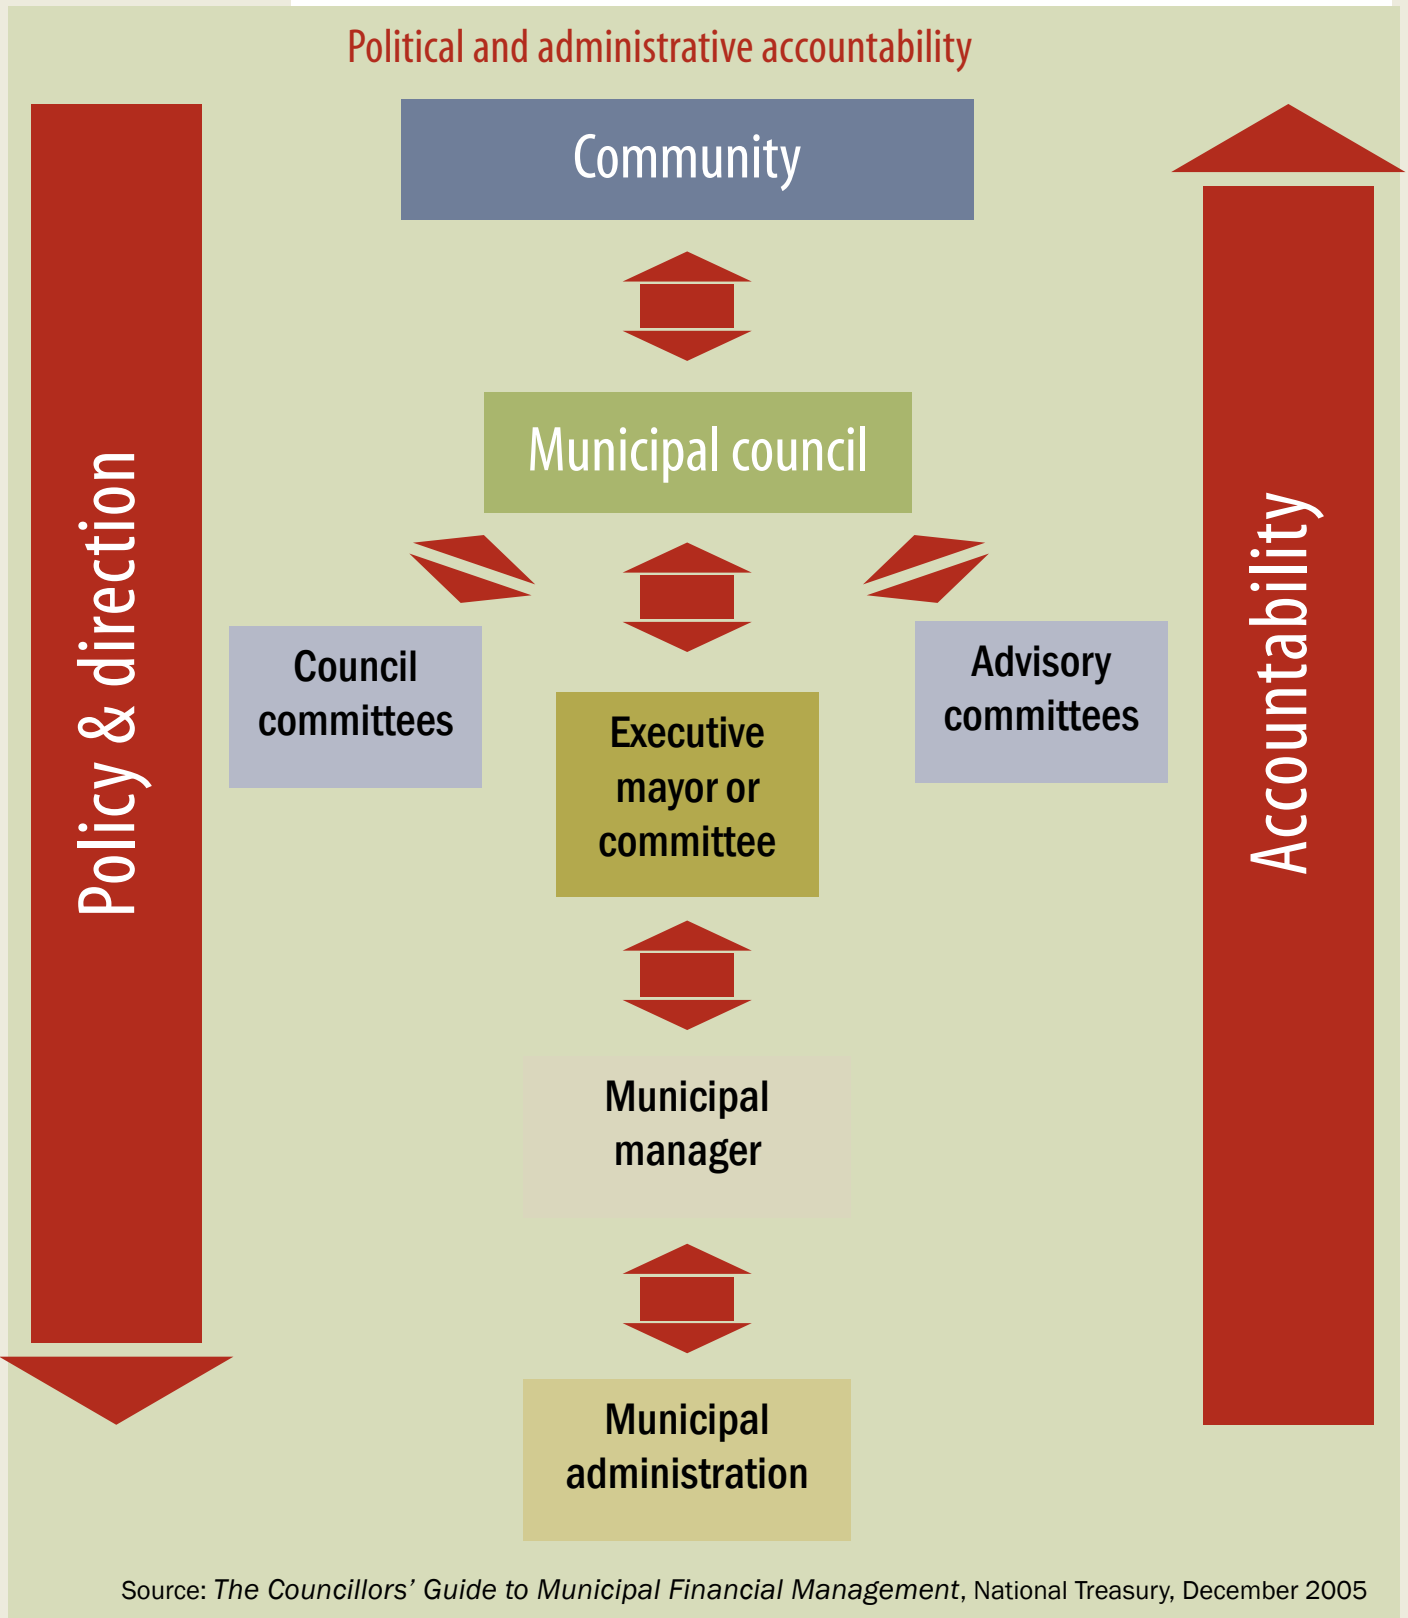 Political and administrative accountability
Community
Municipal council
Policy & direction
Accountability
Council
committees
Advisory
committees
Executive
mayor or
committee
Municipal
manager
Municipal
administration
Source: The Councillors’ Guide to Municipal Financial Management, National Treasury, December 2005